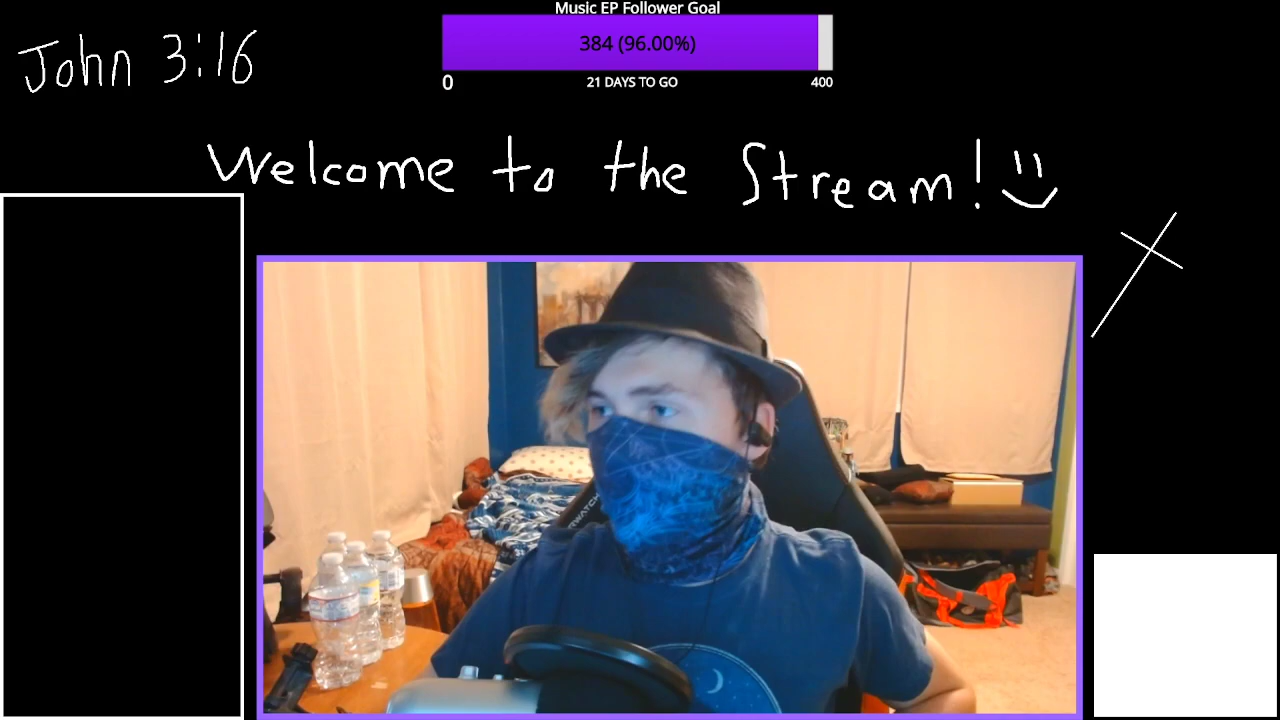 Music EP Follower Goal
384 (96.00%)
0 21 DAYS TO GO 400
John 3:16
Welcome to the Stream!